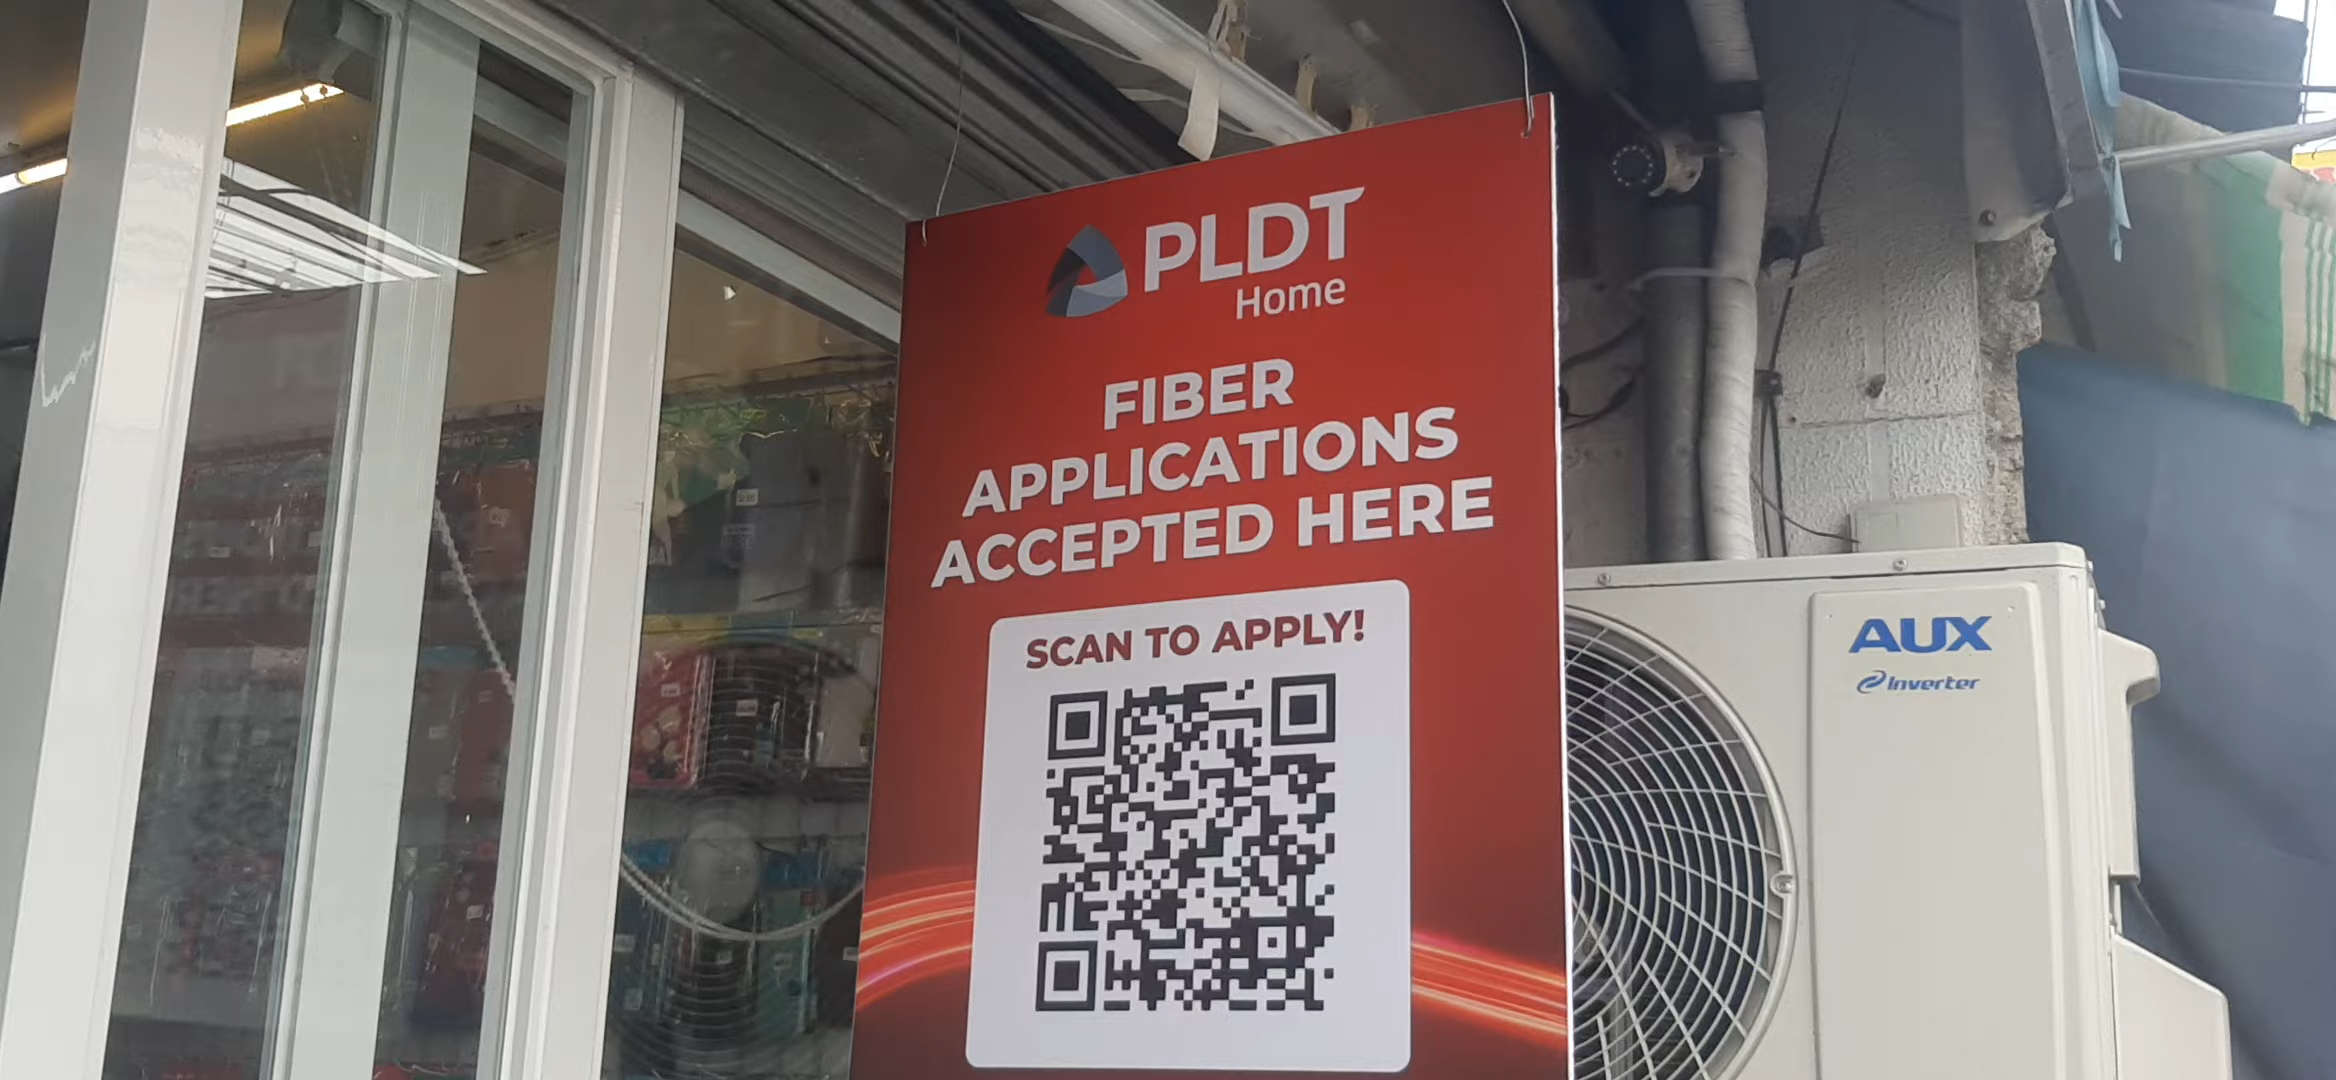 PLDT
Home
FIBER
APPLICATIONS
ACCEPTED HERE
SCAN TO APPLY!
AUX
Inverter